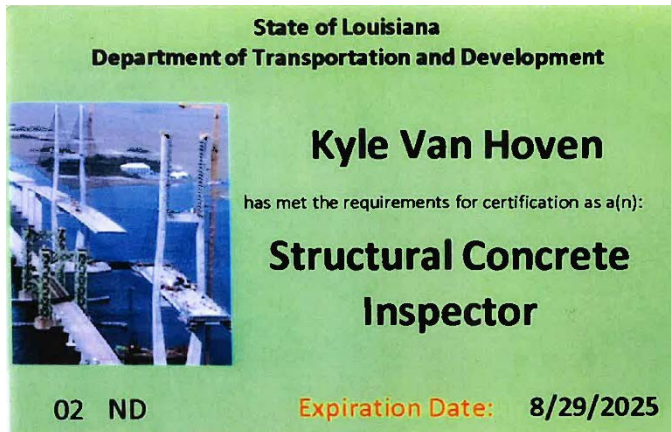 State of Louisiana
Department of Transportation and Development
Kyle Van Hoven
has met the requirements for certification as a(n):
Structural Concrete
Inspector
02 ND
Expiration Date: 8/29/2025